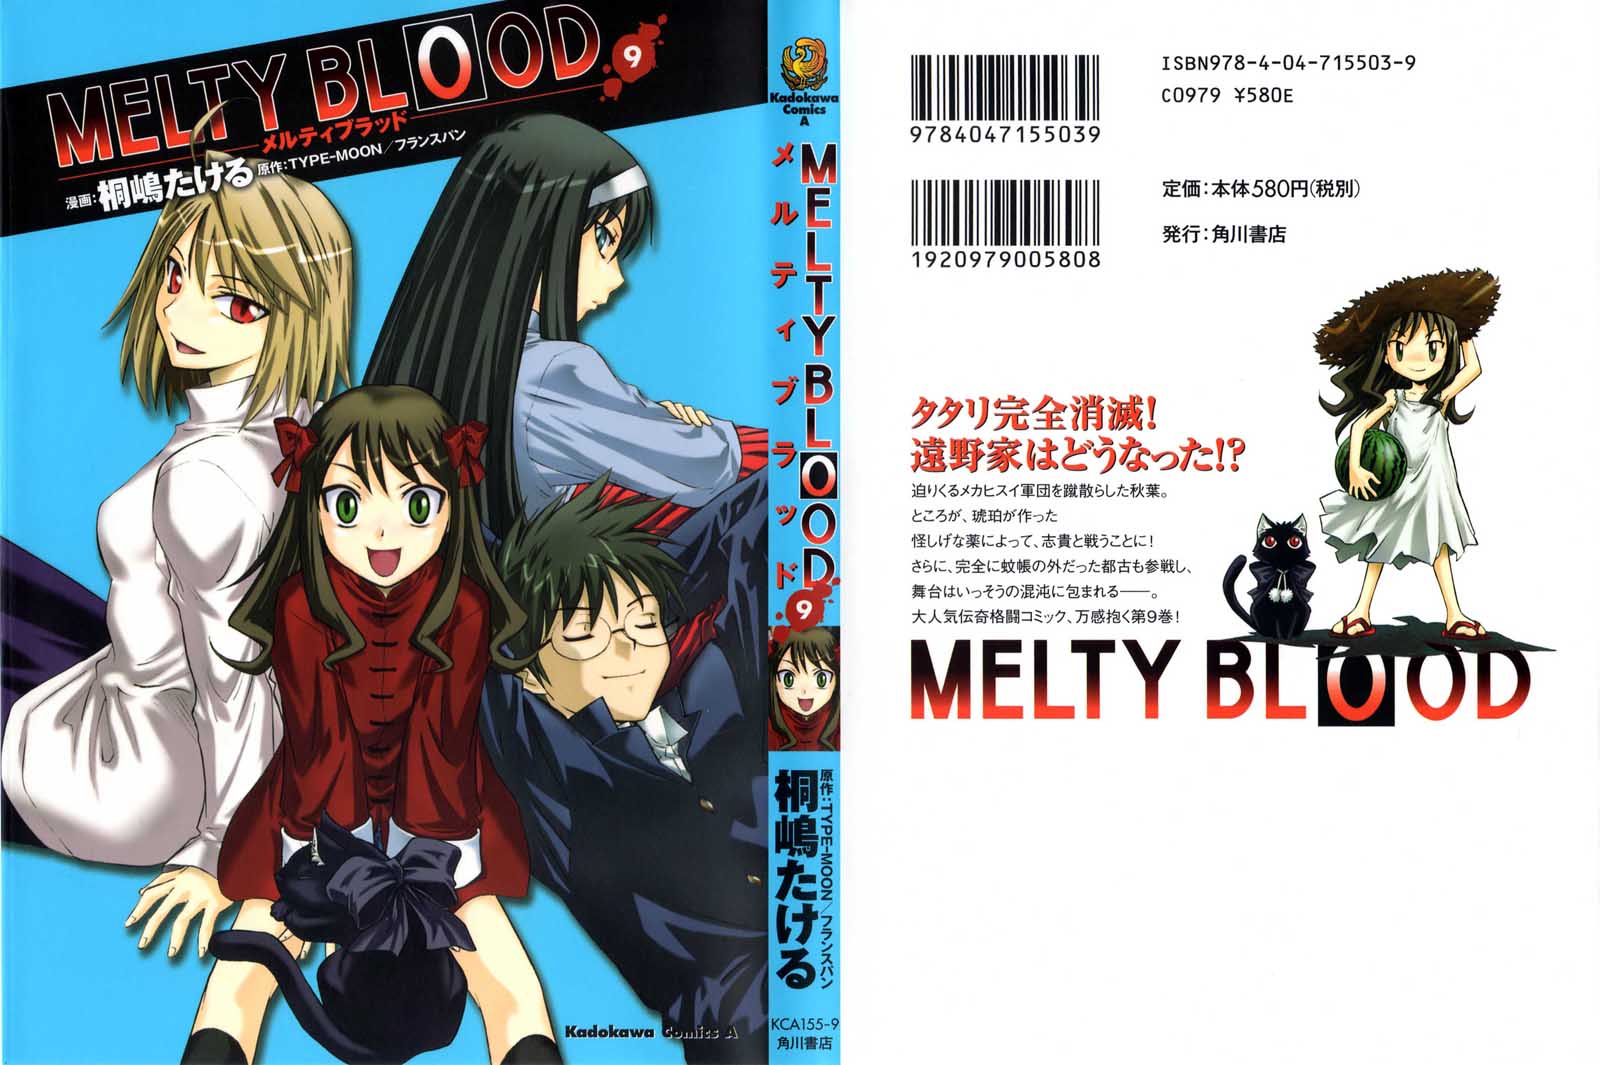 MELTY BLOOD 9
メルティブラッド
漫画:桐嶋たける 原作:TYPE-MOON/フランスパン
Kadokawa Comics A
Kadokawa
Comics
A
メルティブラッド
MELTY BLOOD
9
桐嶋たける
原作:TYPE-MOON/フランスパン
KCA155-9
角川書店
ISBN978-4-04-715503-9
C0979 ¥580E
9784047155039
1920979005808
定価:本体580円(税別)
発行:角川書店
タタリ完全消滅!
遠野家はどうなった!?
迫りくるメカヒスイ軍団を蹴散らした秋葉。
ところが、琥珀が作った
怪しげな薬によって、志貴と戦うことに!
さらに、完全に蚊帳の外だった都古も参戦し、
舞台はいっそうの混沌に包まれる――。
大人気伝奇格闘コミック、万感抱く第9巻!
MELTY BLOOD